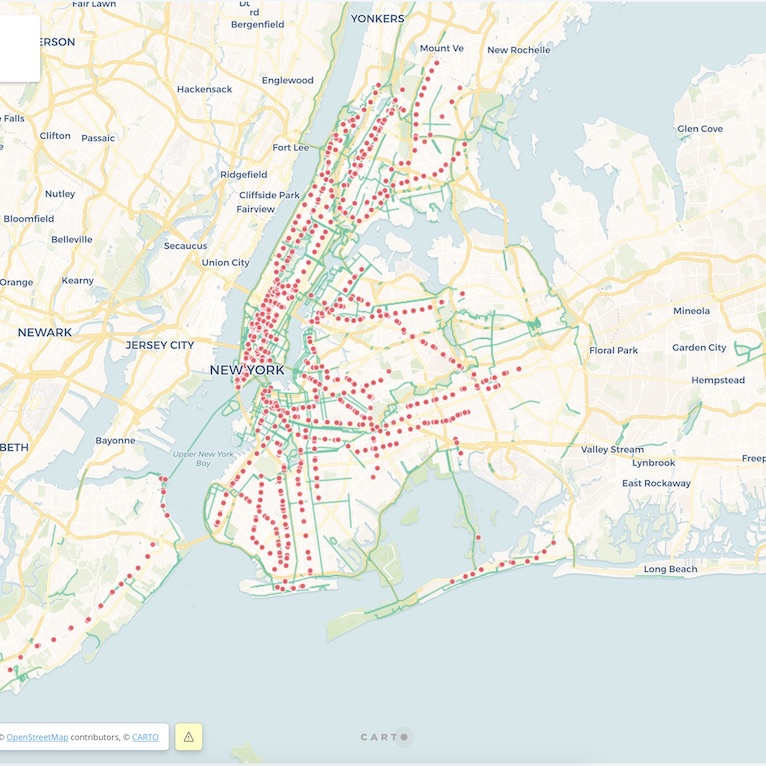 Fair Lawn
YONKERS
rd
Bergenfield
ERSON
Mount Ve
New Rochelle
Englewood
Hackensack
Falls
Glen Cove
Clifton
Passaic
Fort Lee
Ridgefield
Nutley
Cliffside Park
Fairview
Bloomfield
Belleville
Secaucus
Union City
Orange
Kearny
Mineola
NEWARK
JERSEY CITY
Floral Park
Garden City
NEW YORK
Hempstead
Bayonne
BETH
Upper New York
Bay
Valley Stream
Freep
Lynbrook
East Rockaway
Long Beach
© OpenStreetMap contributors, © CARTO
CARTO